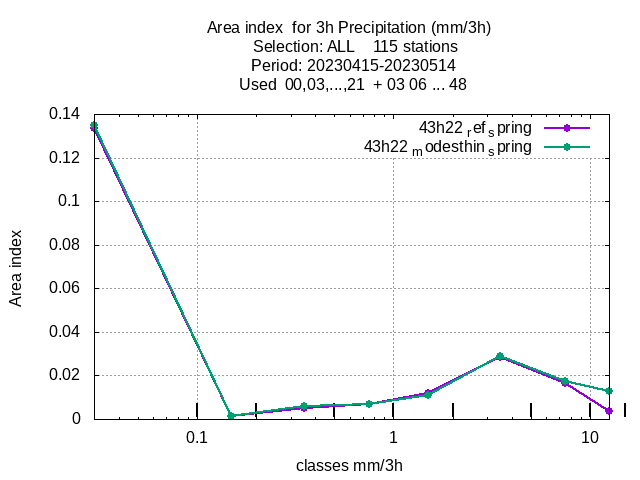 Area index  for 3h Precipitation (mm/3h)
Selection: ALL    115 stations
Period: 20230415-20230514
Used  00,03,...,21  + 03 06 ... 48
43h22 ref spring
43h22 modesthin spring
0.14
0.12
0.1
0.08
0.06
0.04
0.02
0
Area index
0.1 1 10
classes mm/3h